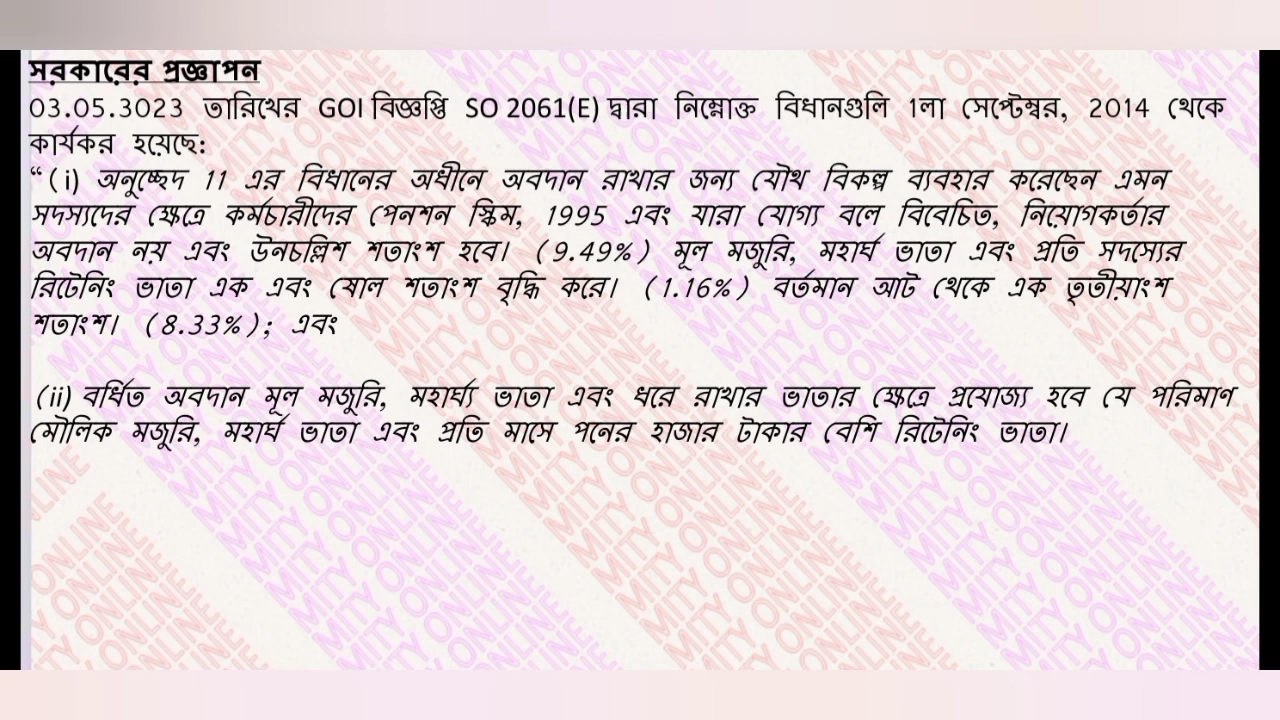 সরকারের প্রজ্ঞাপন
03.05.3023 তারিখের GOI বিজ্ঞপ্তি SO 2061(E) দ্বারা নিম্নোক্ত বিধানগুলি 1লা সেপ্টেম্বর, 2014 থেকে
কার্যকর হয়েছে:
“(i) অনুচ্ছেদ 11 এর বিধানের অধীনে অবদান রাখার জন্য যৌথ বিকল্প ব্যবহার করেছেন এমন
সদস্যদের ক্ষেত্রে কর্মচারীদের পেনশন স্কিম, 1995 এবং যারা যোগ্য বলে বিবেচিত, নিয়োগকর্তার
অবদান নয় এবং উনচল্লিশ শতাংশ হবে। (9.49%) মূল মজুরি, মহার্ঘ ভাতা এবং প্রতি সদস্যের
রিটেনিং ভাতা এক এবং ষোল শতাংশ বৃদ্ধি করে। (1.16%) বর্তমান আট থেকে এক তৃতীয়াংশ
শতাংশ। (8.33%); এবং
(ii) বর্ধিত অবদান মূল মজুরি, মহার্ঘ্য ভাতা এবং ধরে রাখার ভাতার ক্ষেত্রে প্রযোজ্য হবে যে পরিমাণ
মৌলিক মজুরি, মহার্ঘ ভাতা এবং প্রতি মাসে পনের হাজার টাকার বেশি রিটেনিং ভাতা।
MITY ONLINE